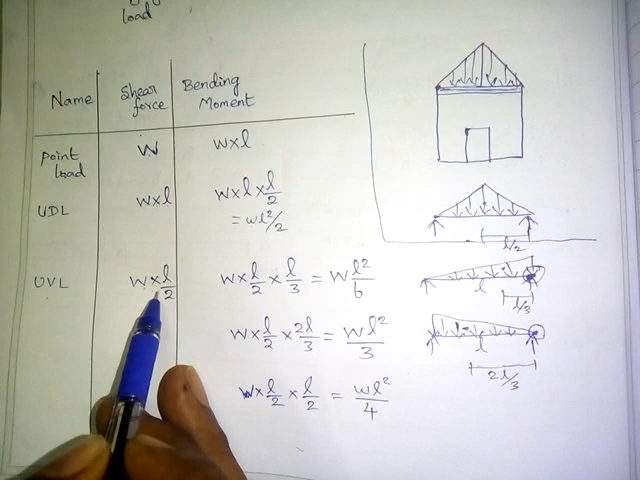 load
Name
Shear force
Bending Moment
Point load
W
W×l
UDL
W×l
W×l×l/2
= wl²/2
UVL
W×l/2
W×l/2×l/3 = W l²/6
W×l/2×2l/3 = Wl²/3
W×l/2×l/2 = wl²/4
l/2
l
l/3
l
2l/3